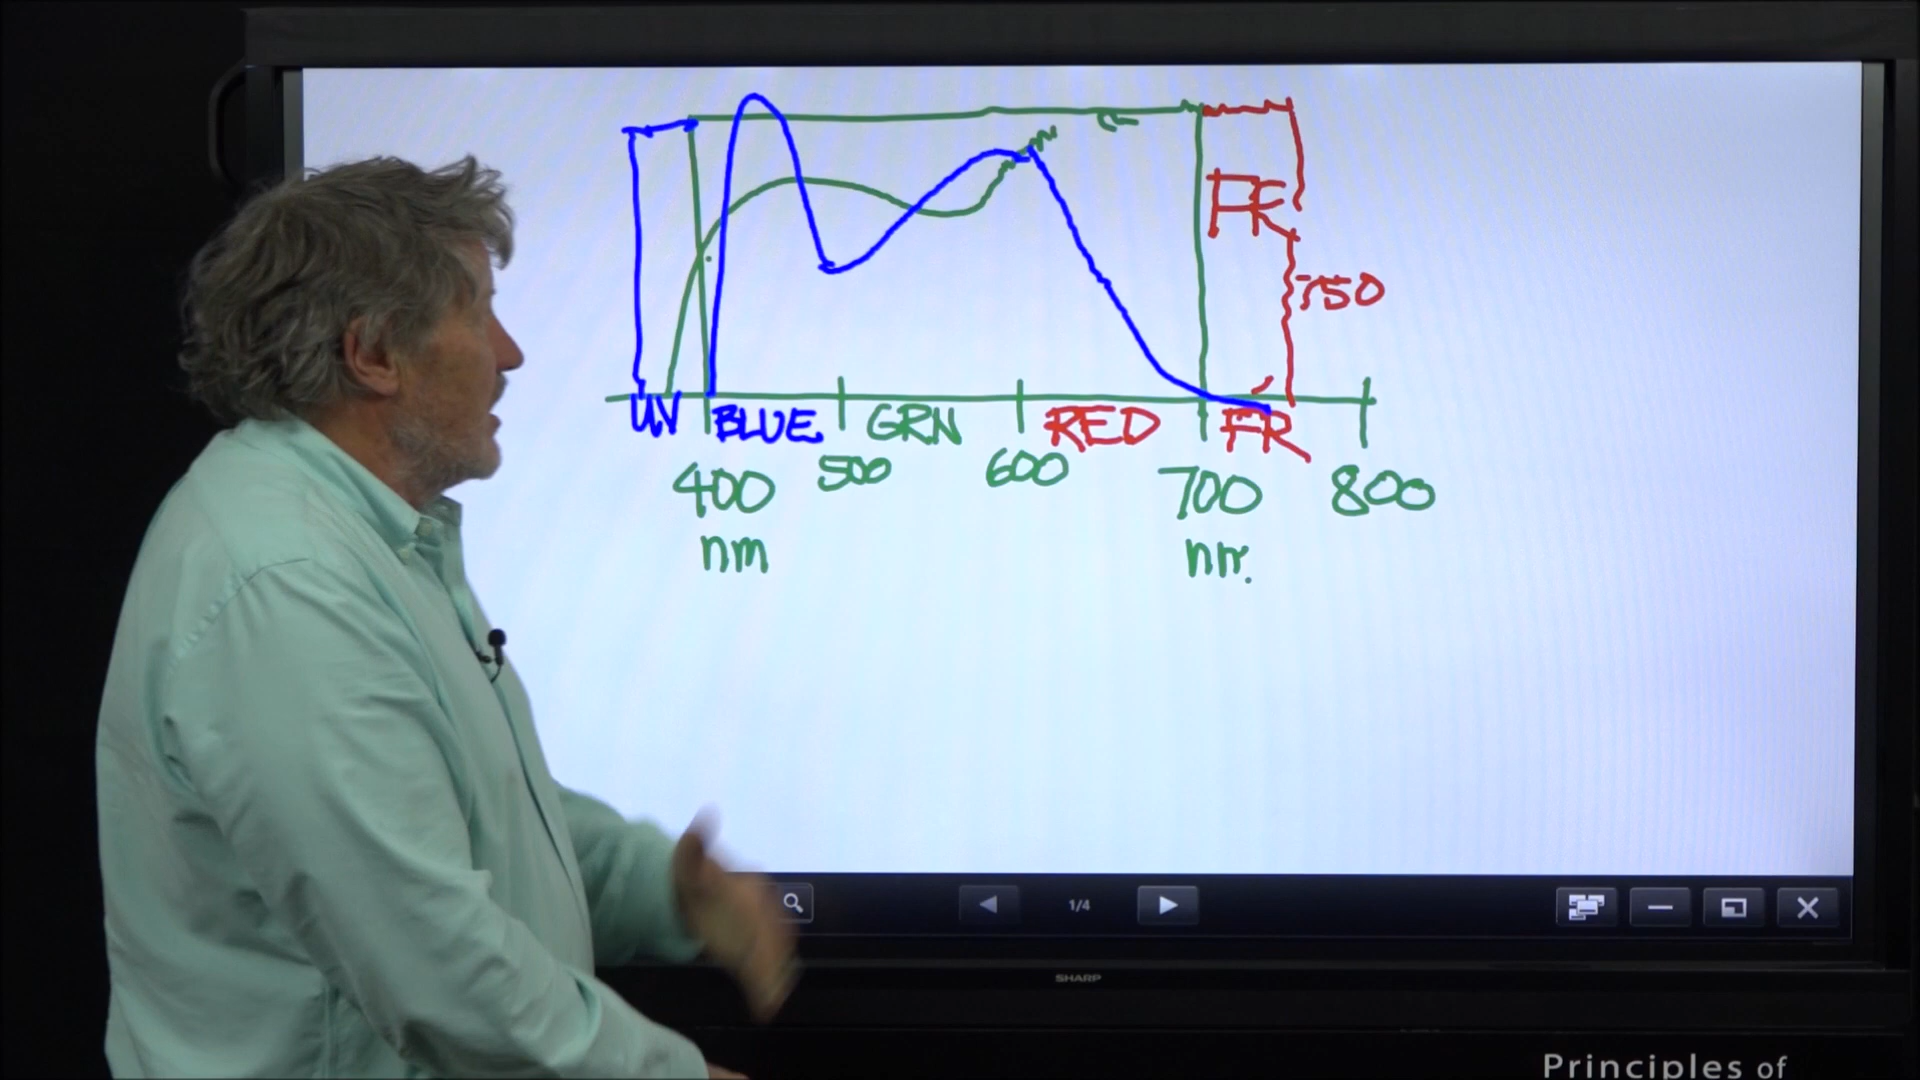 FR
750
UV BLUE GRN RED FR
400 500 600 700 800
nm nm
1/4
SHARP
Principles of